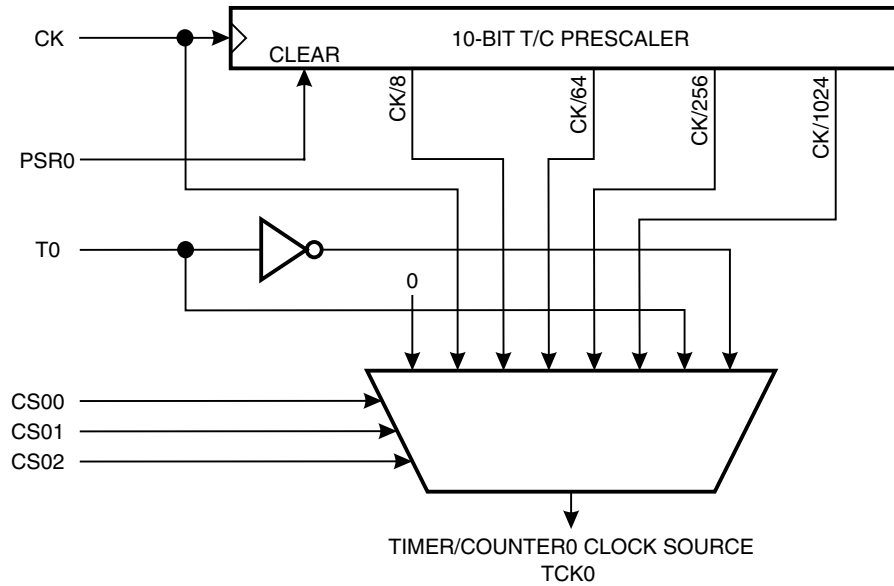 CK
10-BIT T/C PRESCALER
CLEAR
CK/8
CK/64
CK/256
CK/1024
PSR0
T0
0
CS00
CS01
CS02
TIMER/COUNTER0 CLOCK SOURCE
TCK0